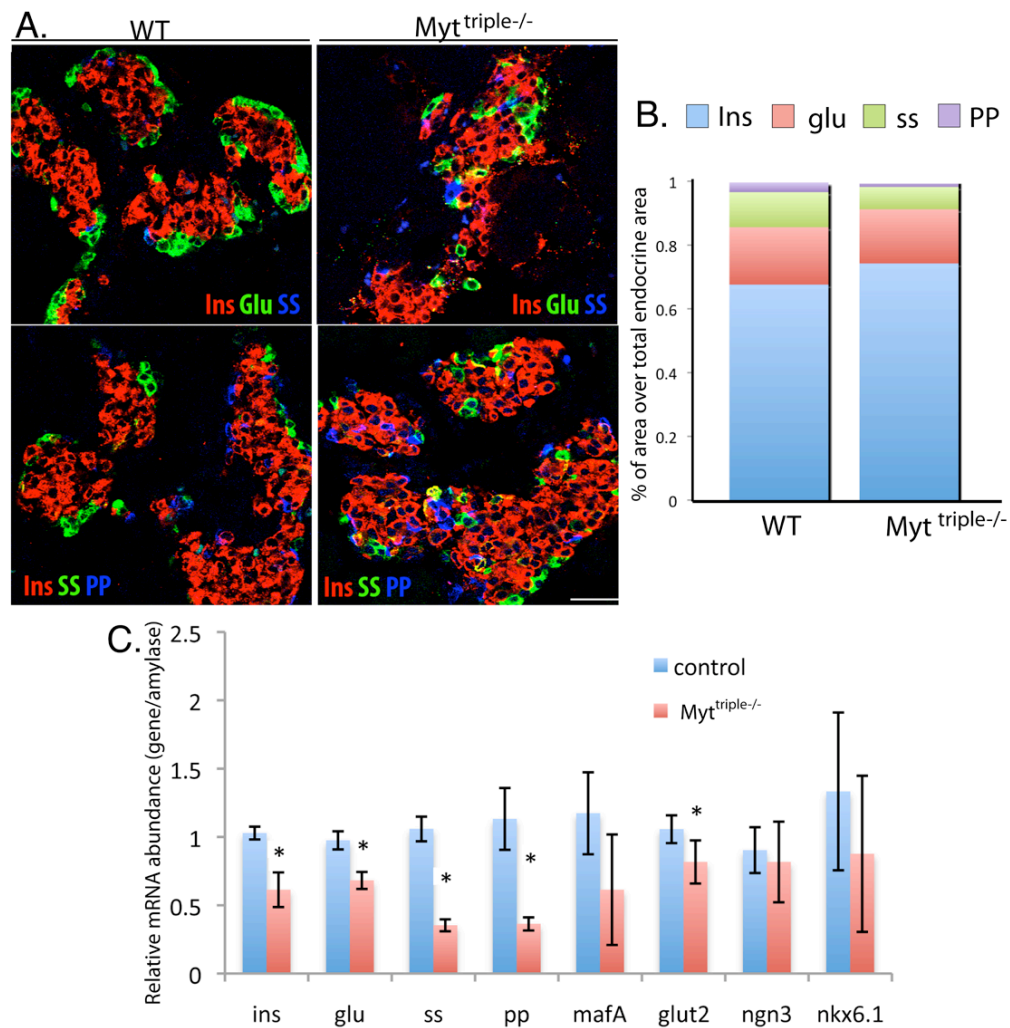 A.
WT
Myt triple-/-
Ins Glu SS
Ins Glu SS
Ins SS PP
Ins SS PP
B.
Ins glu ss PP
% of area over total endocrine area
1
0.8
0.6
0.4
0.2
0
WT
Myt triple-/-
C.
Relative mRNA abundance (gene/amylase)
2.5
2
1.5
1
0.5
0
control
Myt triple-/-
* * * * *
ins glu ss pp mafA glut2 ngn3 nkx6.1